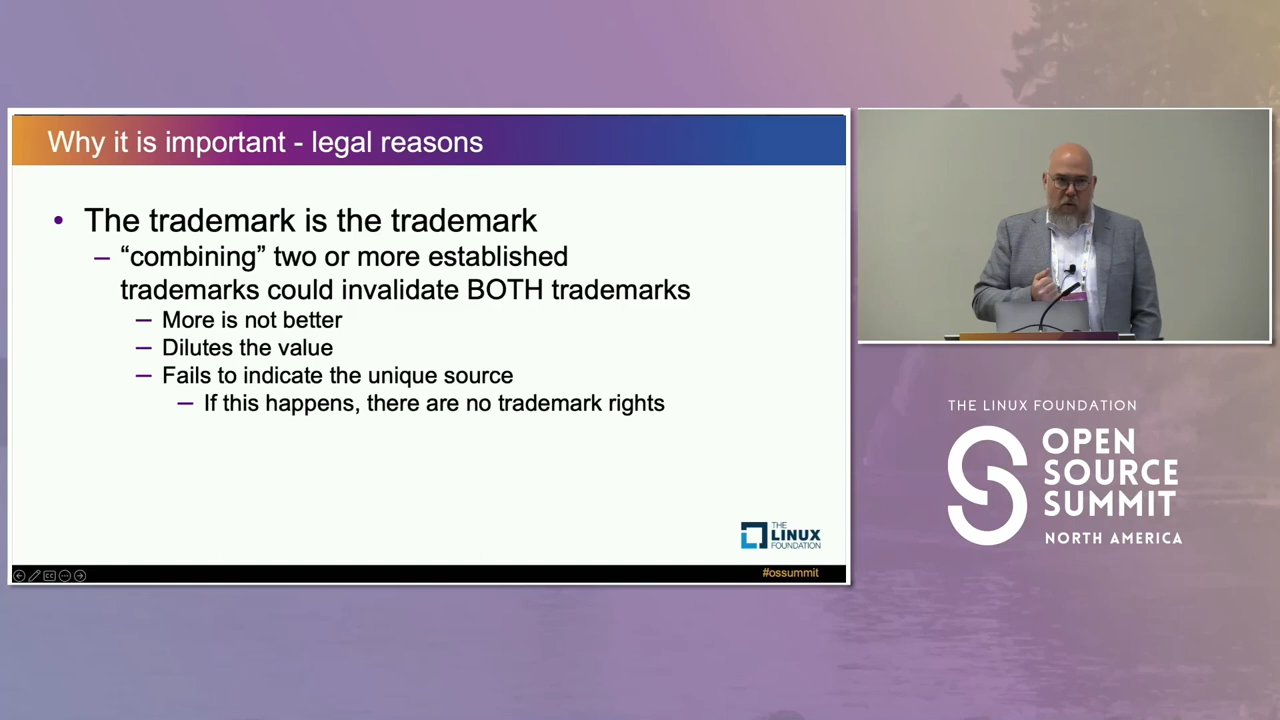 Why it is important - legal reasons
• The trademark is the trademark
– “combining” two or more established
trademarks could invalidate BOTH trademarks
– More is not better
– Dilutes the value
– Fails to indicate the unique source
– If this happens, there are no trademark rights
THE
LINUX
FOUNDATION
CC
#ossummit
THE LINUX FOUNDATION
OPEN
SOURCE
SUMMIT
NORTH AMERICA